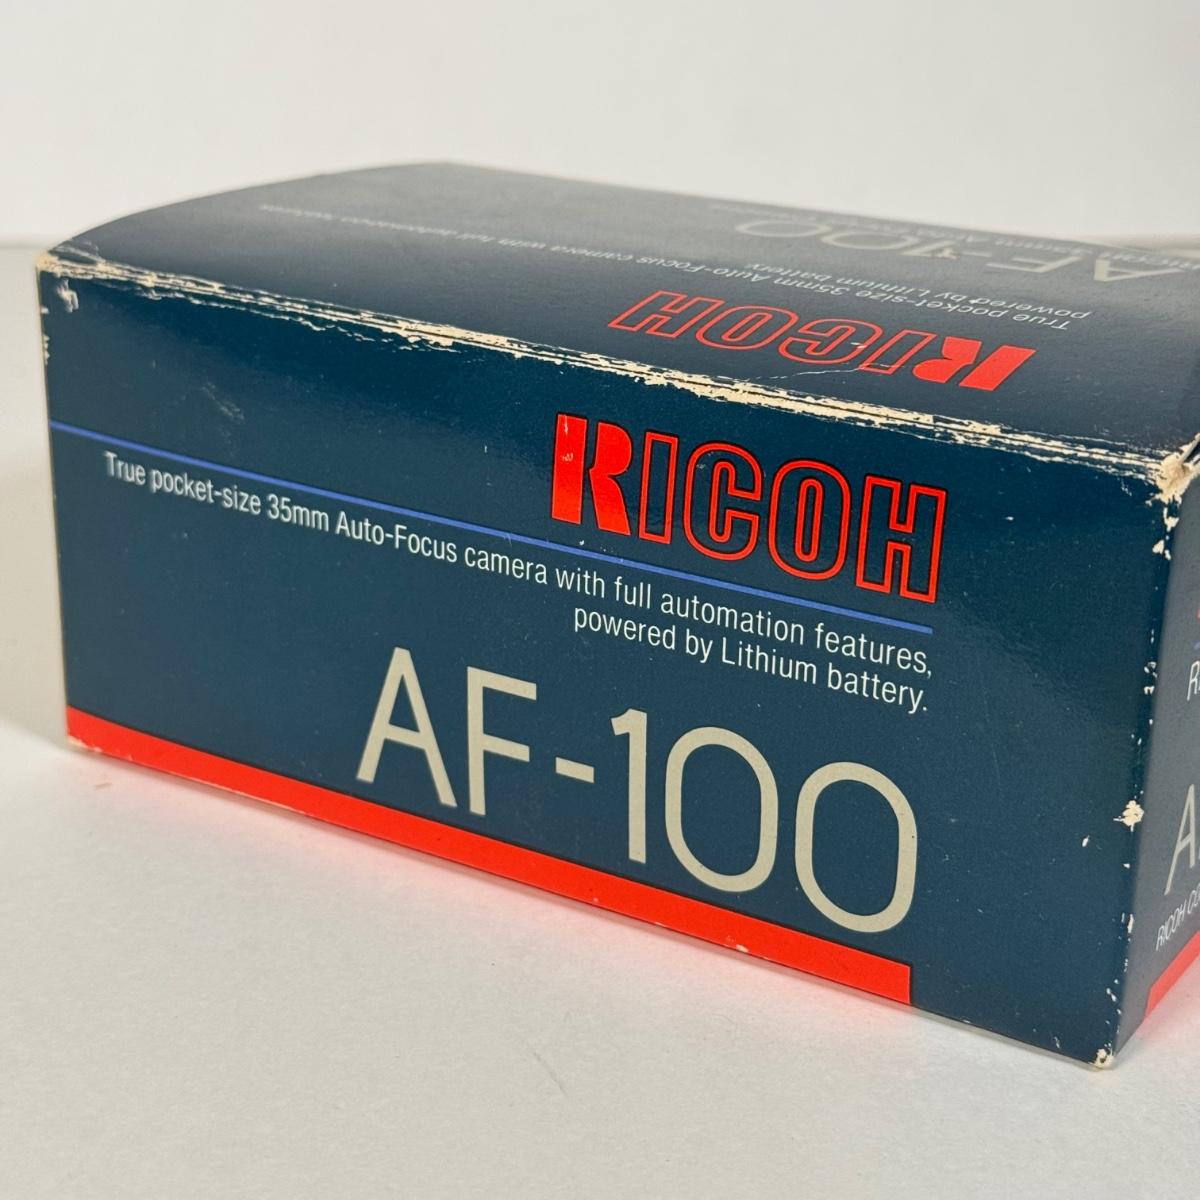 RICOH
True pocket-size 35mm Auto-Focus camera with full automation features,
powered by Lithium battery.
AF-100
AF-100
True pocket-size 35mm Auto-Focus camera with full automation features,
powered by Lithium battery.
RICOH
RICOH